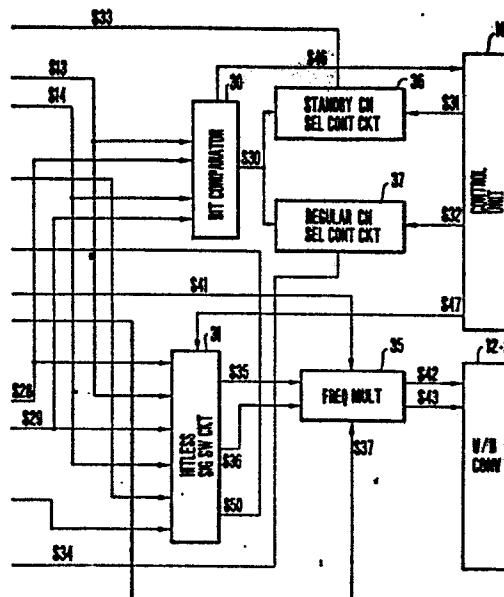 S33
S13
S46
S14
30
36
STANDBY CH
SEL CONT CKT
S31
BIT COMPARATOR
S30
37
REGULAR CH
SEL CONT CKT
S32
CONTROL
UNIT
S41
S47
31
35
12-
S28
S35
FREQ MULT
S42
S43
S29
HITLESS
SIG SW CKT
S36
S37
U/B
CONV
S50
S34